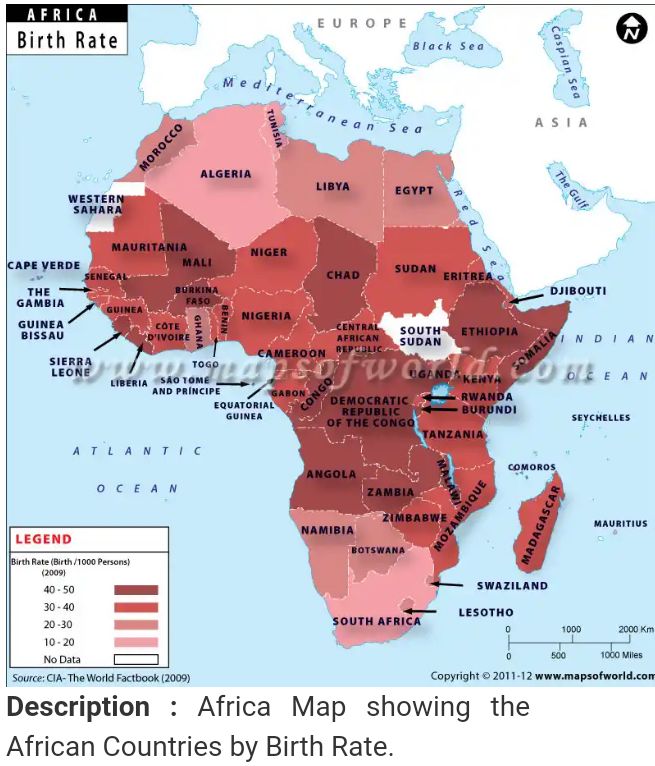 AFRICA
Birth Rate
EUROPE
Black Sea
Caspian Sea
Mediterranean Sea
ASIA
N
MOROCCO
TUNISIA
ALGERIA
LIBYA
EGYPT
The Gulf
Red Sea
WESTERN
SAHARA
MAURITANIA
MALI
NIGER
CHAD
SUDAN
ERITREA
CAPE VERDE
SENEGAL
THE
GAMBIA
BURKINA
FASO
DJIBOUTI
GUINEA
BISSAU
GUINEA
CÔTE
D'IVOIRE
GHANA
BENIN
NIGERIA
CENTRAL
AFRICAN
REPUBLIC
SOUTH
SUDAN
ETHIOPIA
SOMALIA
INDIAN
OCEAN
SIERRA
LEONE
LIBERIA
TOGO
CAMEROON
www.mapsofworld.com
SÃO TOMÉ
AND PRÍNCIPE
EQUATORIAL
GUINEA
GABON
CONGO
DEMOCRATIC
REPUBLIC
OF THE CONGO
UGANDA
KENYA
RWANDA
BURUNDI
TANZANIA
SEYCHELLES
ATLANTIC
OCEAN
ANGOLA
ZAMBIA
MALAWI
MOZAMBIQUE
COMOROS
ZIMBABWE
MADAGASCAR
MAURITIUS
NAMIBIA
BOTSWANA
SWAZILAND
LESOTHO
SOUTH AFRICA
LEGEND
Birth Rate (Birth /1000 Persons)
(2009)
40 - 50
30 - 40
20 -30
10 - 20
No Data
0 1000 2000 Km
0 500 1000 Miles
Source: CIA- The World Factbook (2009)
Copyright © 2011-12 www.mapsofworld.com
Description : Africa Map showing the
African Countries by Birth Rate.